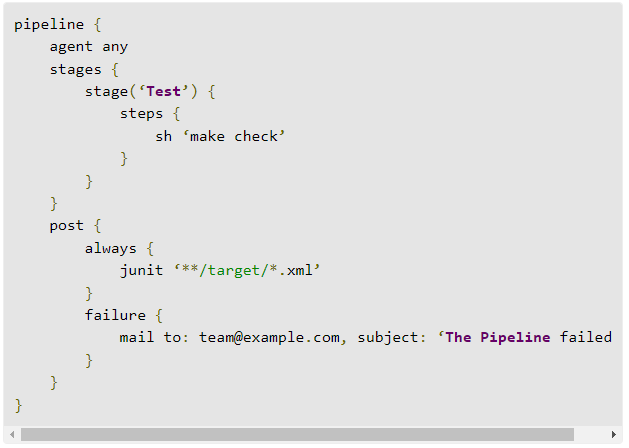 pipeline {
    agent any
    stages {
        stage(‘Test’) {
            steps {
                sh ‘make check’
            }
        }
    }
    post {
        always {
            junit ‘**/target/*.xml’
        }
        failure {
            mail to: team@example.com, subject: ‘The Pipeline failed
        }
    }
}